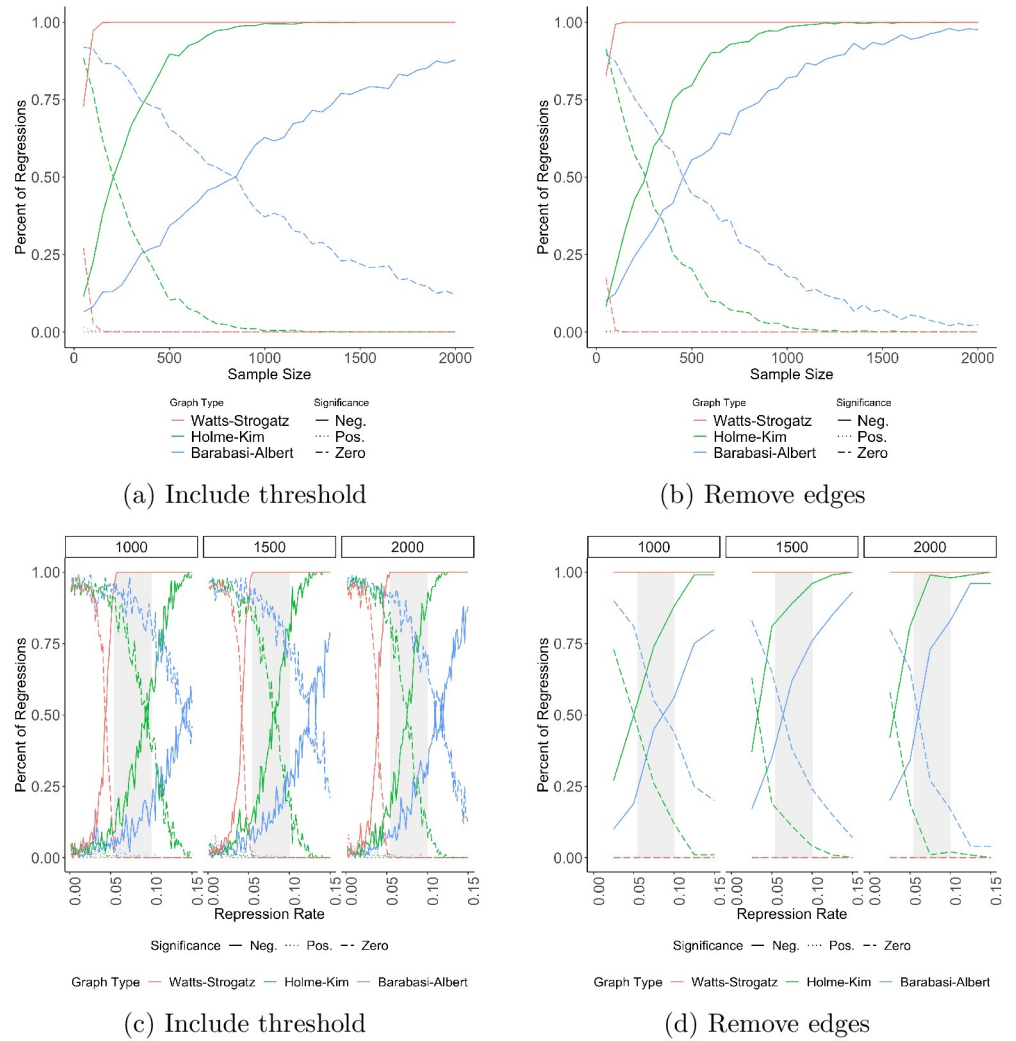 1.00
0.75
0.50
0.25
0.00
Percent of Regressions
0 500 1000 1500 2000
Sample Size
Graph Type Significance
Watts-Strogatz Neg.
Holme-Kim Pos.
Barabasi-Albert Zero
(a) Include threshold
1.00
0.75
0.50
0.25
0.00
Percent of Regressions
0 500 1000 1500 2000
Sample Size
Graph Type Significance
Watts-Strogatz Neg.
Holme-Kim Pos.
Barabasi-Albert Zero
(b) Remove edges
1000 1500 2000
1.00
0.75
0.50
0.25
0.00
Percent of Regressions
0.00 0.05 0.10 0.15 0.00 0.05 0.10 0.15 0.00 0.05 0.10 0.15
Repression Rate
Significance Neg. Pos. Zero
Graph Type Watts-Strogatz Holme-Kim Barabasi-Albert
(c) Include threshold
1000 1500 2000
1.00
0.75
0.50
0.25
0.00
Percent of Regressions
0.00 0.05 0.10 0.15 0.00 0.05 0.10 0.15 0.00 0.05 0.10 0.15
Repression Rate
Significance Neg. Pos. Zero
Graph Type Watts-Strogatz Holme-Kim Barabasi-Albert
(d) Remove edges